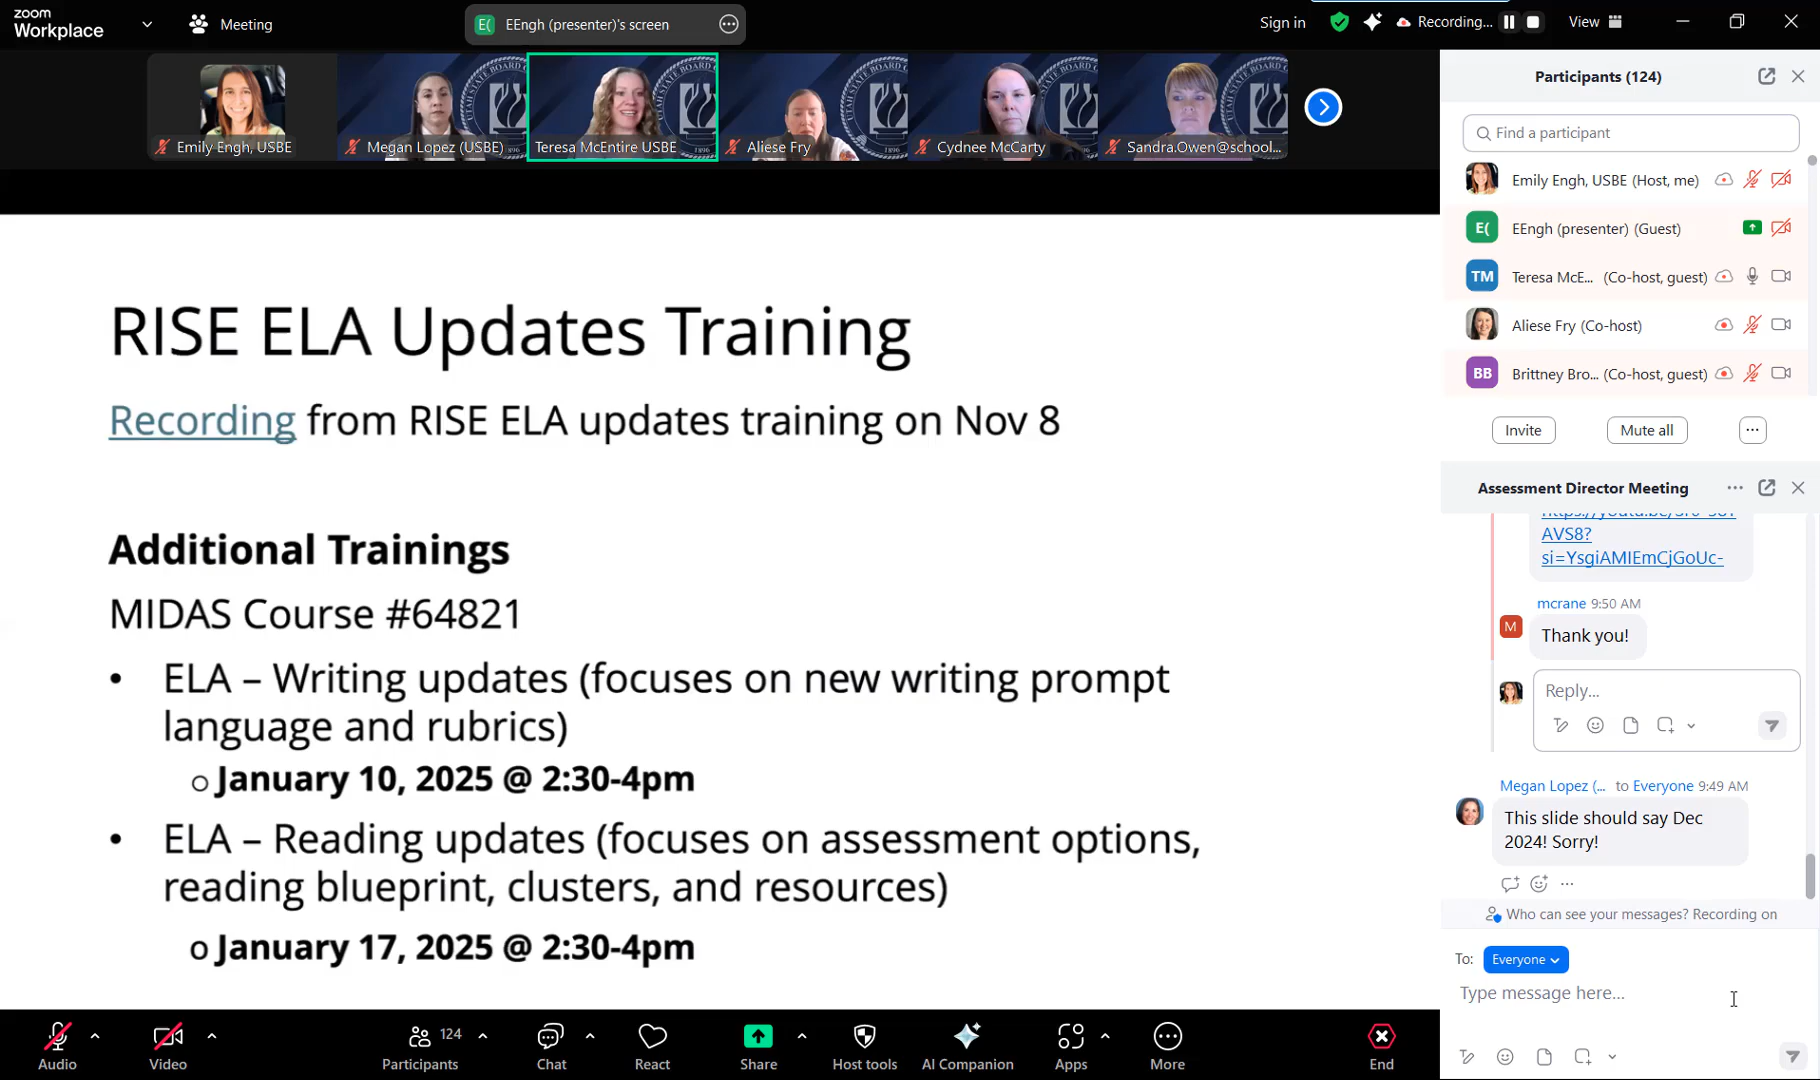 zoom
Workplace
Meeting
E( EEngh (presenter)'s screen
Sign in
Recording...
View
Emily Engh, USBE
Megan Lopez (USBE)
Teresa McEntire USBE
Aliese Fry
Cydnee McCarty
Sandra.Owen@school...
RISE ELA Updates Training
Recording from RISE ELA updates training on Nov 8
Additional Trainings
MIDAS Course #64821
• ELA – Writing updates (focuses on new writing prompt
language and rubrics)
o January 10, 2025 @ 2:30-4pm
• ELA – Reading updates (focuses on assessment options,
reading blueprint, clusters, and resources)
o January 17, 2025 @ 2:30-4pm
Participants (124)
Find a participant
Emily Engh, USBE (Host, me)
E( EEngh (presenter) (Guest)
TM Teresa McE... (Co-host, guest)
Aliese Fry (Co-host)
BB Brittney Bro... (Co-host, guest)
Invite
Mute all
Assessment Director Meeting
AVS8?
si=YsgiAMIEmCjGoUc-
mcrane 9:50 AM
M
Thank you!
Reply...
Megan Lopez (... to Everyone 9:49 AM
This slide should say Dec
2024! Sorry!
Who can see your messages? Recording on
To: Everyone
Type message here...
Audio
Video
124
Participants
Chat
React
Share
Host tools
AI Companion
Apps
More
End